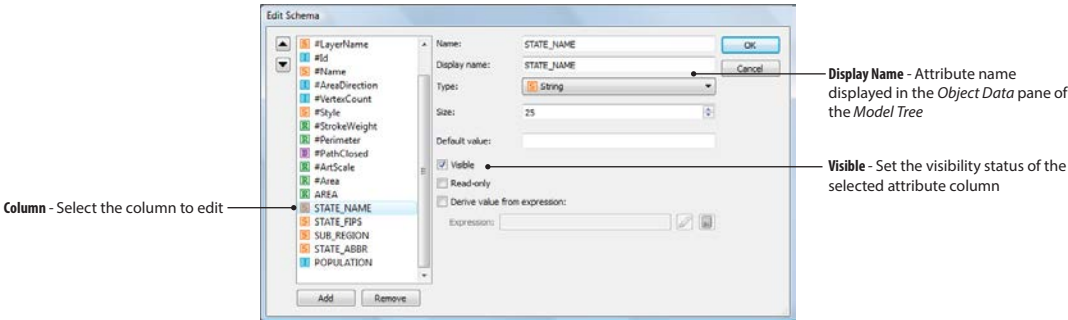 Edit Schema
#LayerName
#Id
#Name
#AreaDirection
#VertexCount
#Style
#StrokeWeight
#Perimeter
#PathClosed
#ArtScale
#Area
AREA
STATE_NAME
STATE_FIPS
SUB_REGION
STATE_ABBR
POPULATION
Add Remove
Name: STATE_NAME
Display name: STATE_NAME
Type: S String
Size: 25
Default value:
Visible
Read-only
Derive value from expression:
Expression:
OK
Cancel
Column - Select the column to edit
Display Name - Attribute name
displayed in the Object Data pane of
the Model Tree
Visible - Set the visibility status of the
selected attribute column